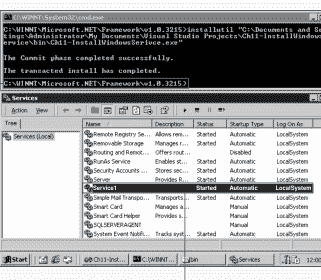 C:\WINNT\System32\cmd.exe
C:\WINNT\Microsoft.NET\Framework\v1.0.3215>installutil "C:\Documents and Se
ttings\Administrator\My Documents\Visual Studio Projects\Ch11-InstallWindows
ervice\bin\Ch11-InstallWindowsService.exe"
The Commit phase completed successfully.
The transacted install has completed.
C:\WINNT\Microsoft.NET\Framework\v1.0.3215>
Services
Action View
Tree
Services (Local)
Name Description Status Startup Type Log On As
Remote Registry Se... Allows rem... Started Automatic LocalSystem
Removable Storage Manages r... Started Automatic LocalSystem
Routing and Remot... Offers rout... Disabled LocalSystem
RunAs Service Enables st... Started Automatic LocalSystem
Security Accounts ... Stores sec... Started Automatic LocalSystem
Server Provides R... Started Automatic LocalSystem
Service1 Started Automatic LocalSystem
Simple Mail Transpo... Transports... Started Automatic LocalSystem
Smart Card Manages a... Manual LocalSystem
Smart Card Helper Provides s... Manual LocalSystem
SQLSERVERAGENT Manual LocalSystem
System Event Notifi... Tracks syst... Started Automatic LocalSystem
Start Ch11-Inst... C:\WINNT... bin Services 12:00